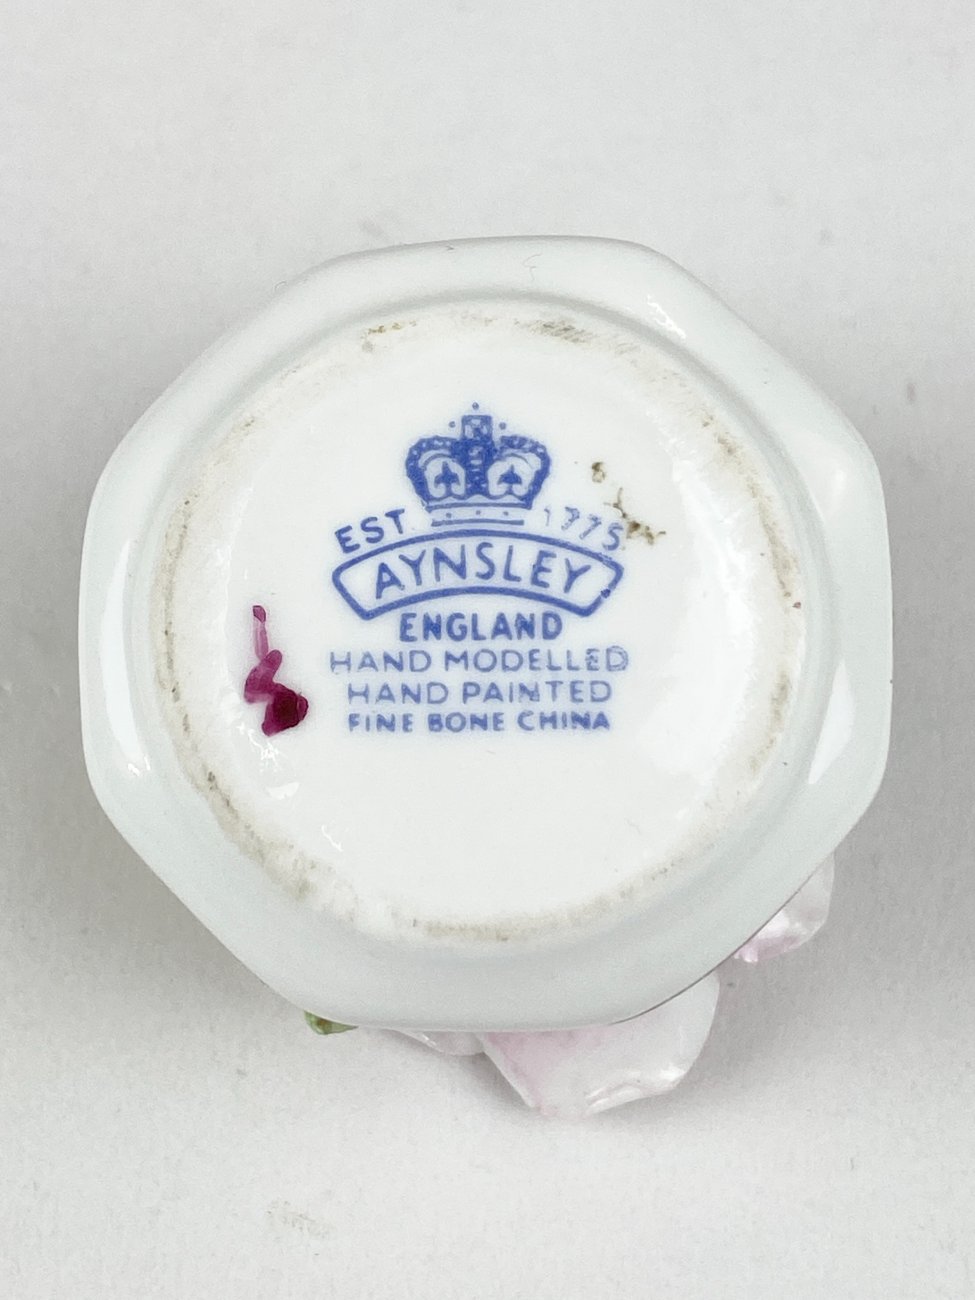 EST 1775
AYNSLEY
ENGLAND
HAND MODELLED
HAND PAINTED
FINE BONE CHINA